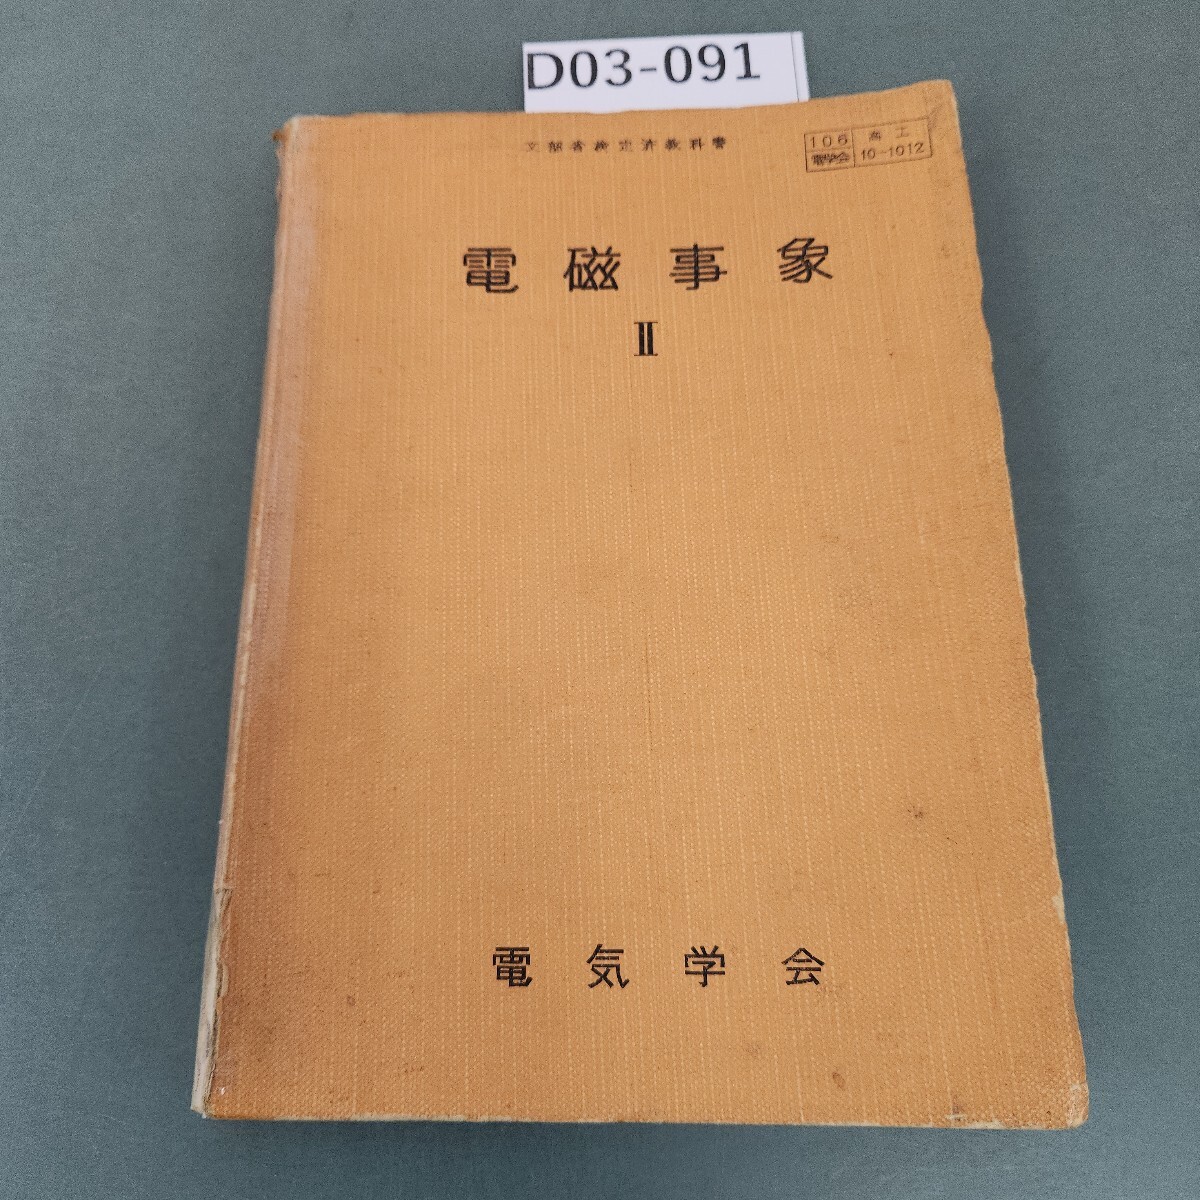 D03-091
文部省検定済教科書
106 高工
電学会 10-1012
電磁事象
II
電気学会